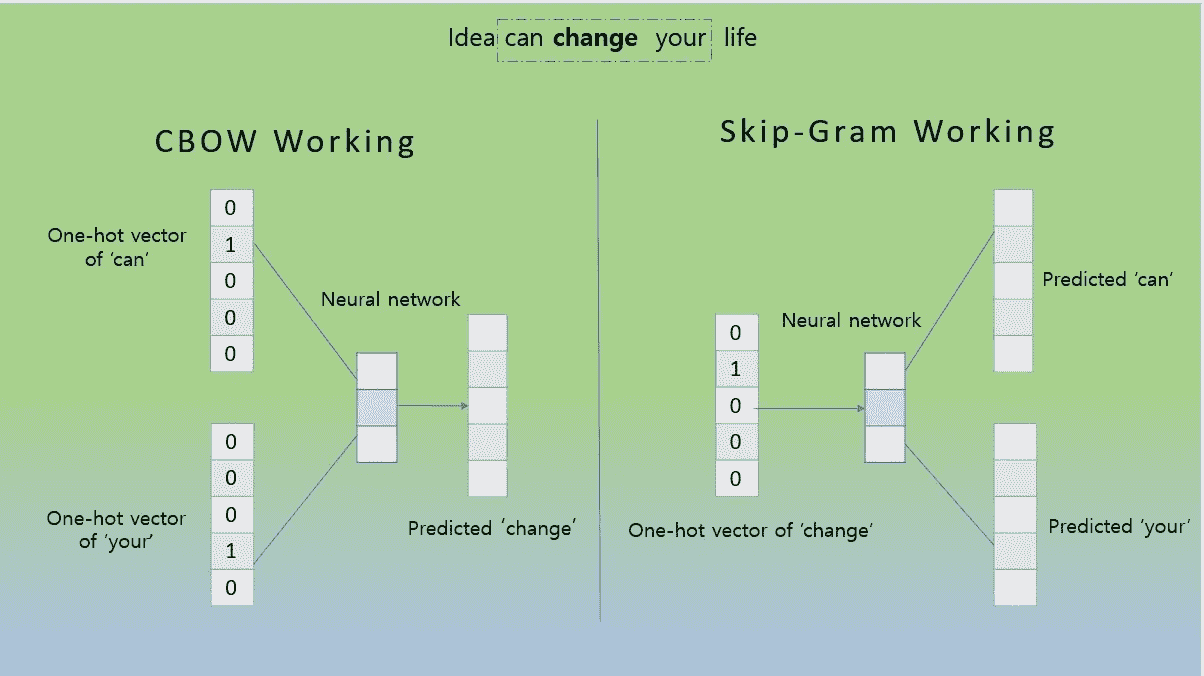 Idea can change your life
CBOW Working
One-hot vector
of ‘can’
0
1
0
0
0
Neural network
One-hot vector
of ‘your’
0
0
0
1
0
Predicted ‘change’
Skip-Gram Working
0
1
0
0
0
One-hot vector of ‘change’
Neural network
Predicted ‘can’
Predicted ‘your’